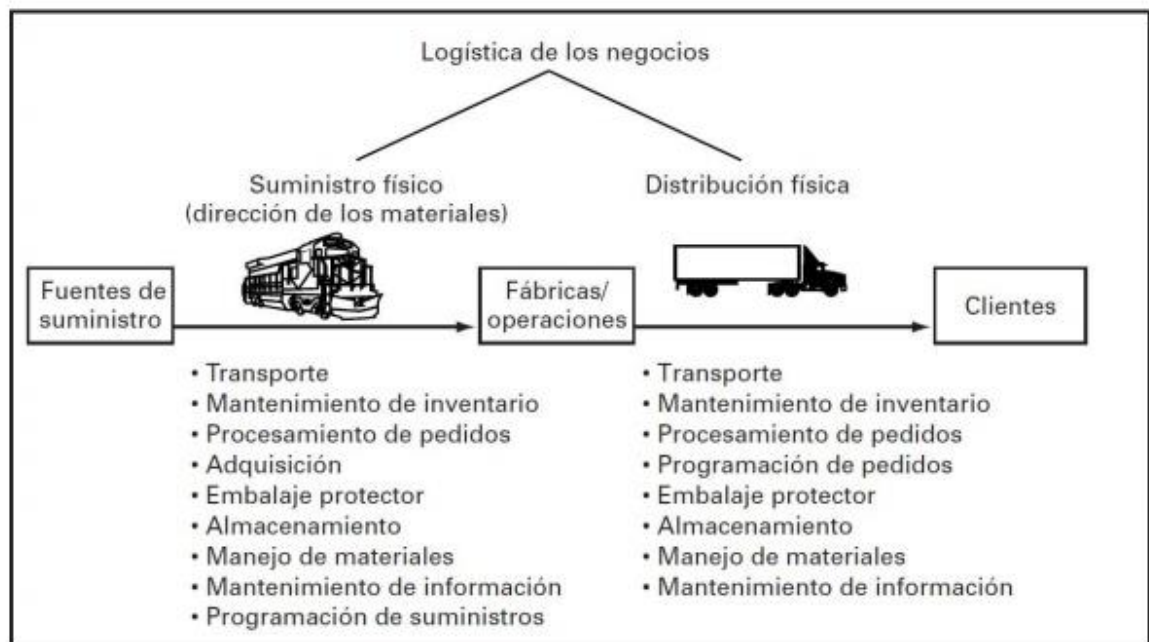 Logística de los negocios
Suministro físico
(dirección de los materiales)
Distribución física
Fuentes de
suministro
Fábricas/
operaciones
Clientes
• Transporte
• Mantenimiento de inventario
• Procesamiento de pedidos
• Adquisición
• Embalaje protector
• Almacenamiento
• Manejo de materiales
• Mantenimiento de información
• Programación de suministros
• Transporte
• Mantenimiento de inventario
• Procesamiento de pedidos
• Programación de pedidos
• Embalaje protector
• Almacenamiento
• Manejo de materiales
• Mantenimiento de información